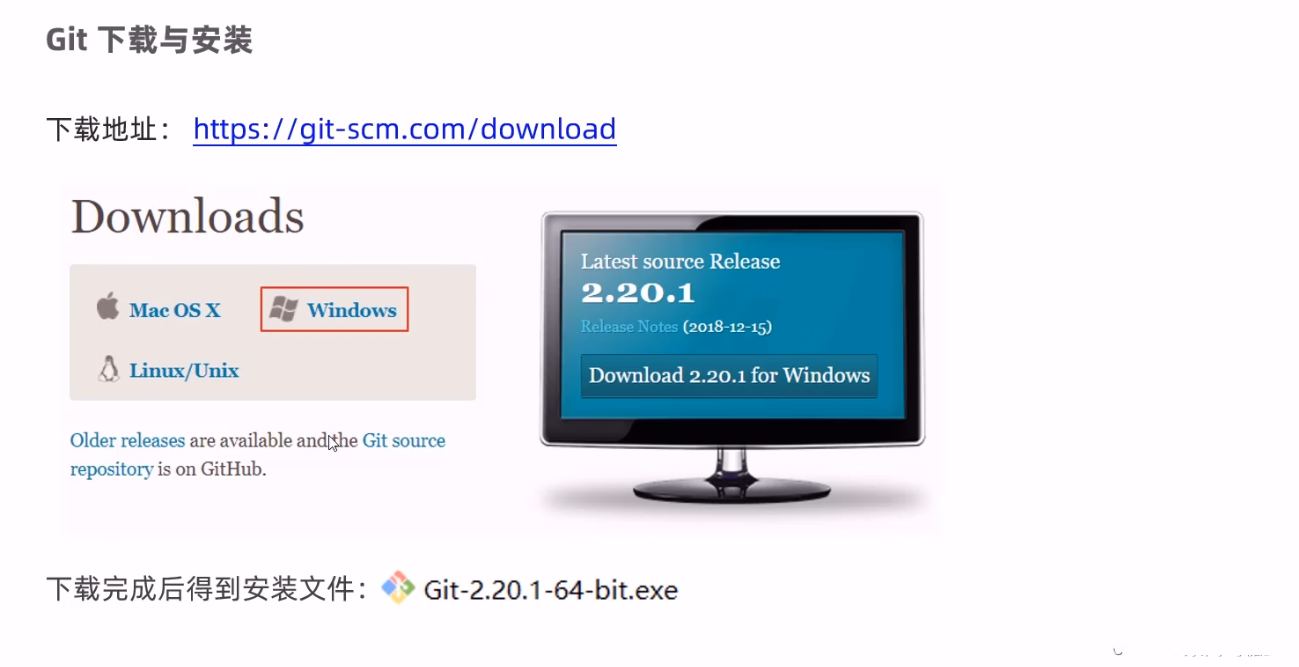 Git 下载与安装
下载地址： https://git-scm.com/download
Downloads
Mac OS X
Windows
Linux/Unix
Older releases are available and the Git source
repository is on GitHub.
Latest source Release
2.20.1
Release Notes (2018-12-15)
Download 2.20.1 for Windows
下载完成后得到安装文件： Git-2.20.1-64-bit.exe